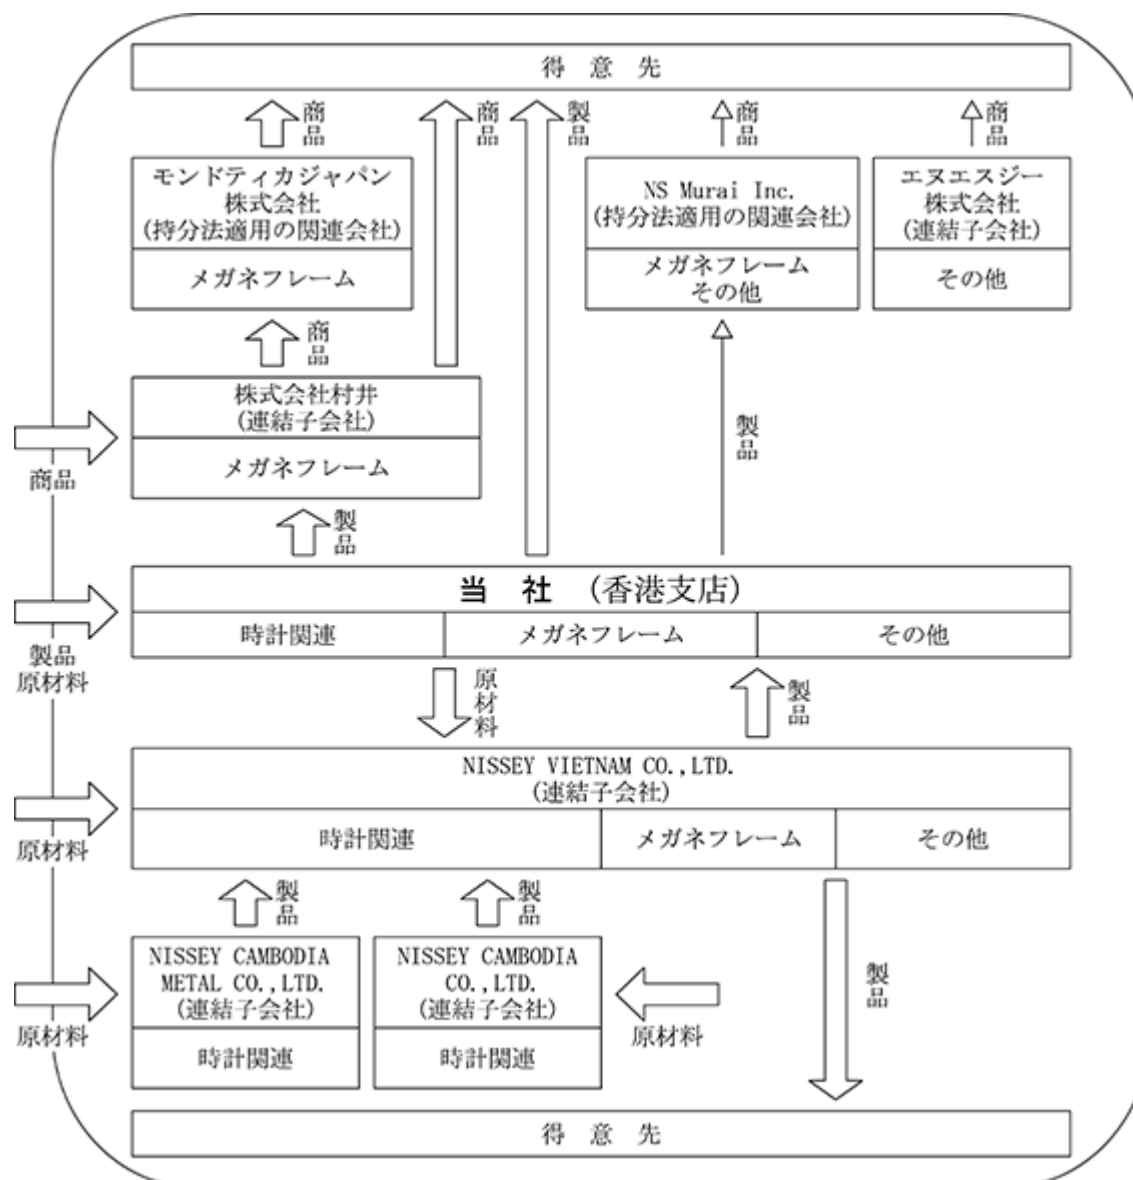 得 意 先
商品
商品
製品
商品
商品
モンドティカジャパン
株式会社
(持分法適用の関連会社)
メガネフレーム
NS Murai Inc.
(持分法適用の関連会社)
メガネフレーム
その他
エヌエスジー
株式会社
(連結子会社)
その他
商品
株式会社村井
(連結子会社)
メガネフレーム
商品
製品
製品
当 社 (香港支店)
時計関連
メガネフレーム
その他
製品
原材料
原材料
製品
NISSEY VIETNAM CO.,LTD.
(連結子会社)
時計関連
メガネフレーム
その他
原材料
製品
製品
NISSEY CAMBODIA
METAL CO.,LTD.
(連結子会社)
時計関連
NISSEY CAMBODIA
CO.,LTD.
(連結子会社)
時計関連
原材料
原材料
製品
得 意 先